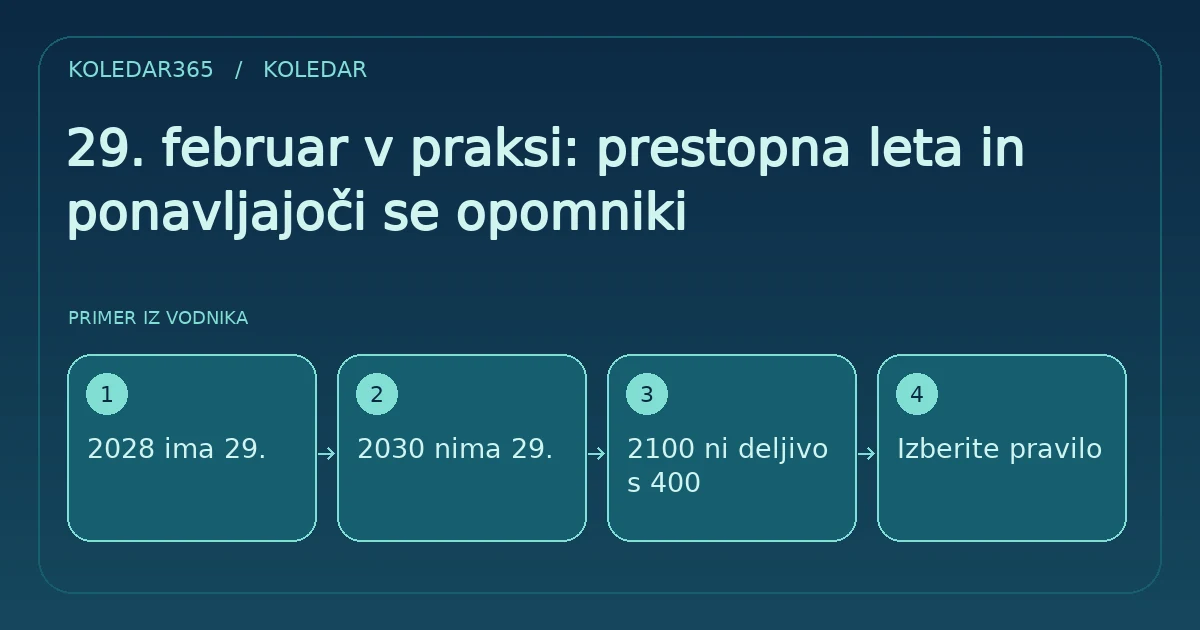 KOLEDAR365 / KOLEDAR
29. februar v praksi: prestopna leta in
ponavljajoči se opomniki
PRIMER IZ VODNIKA
1
2028 ima 29.
→
2
2030 nima 29.
→
3
2100 ni deljivo
s 400
→
4
Izberite pravilo